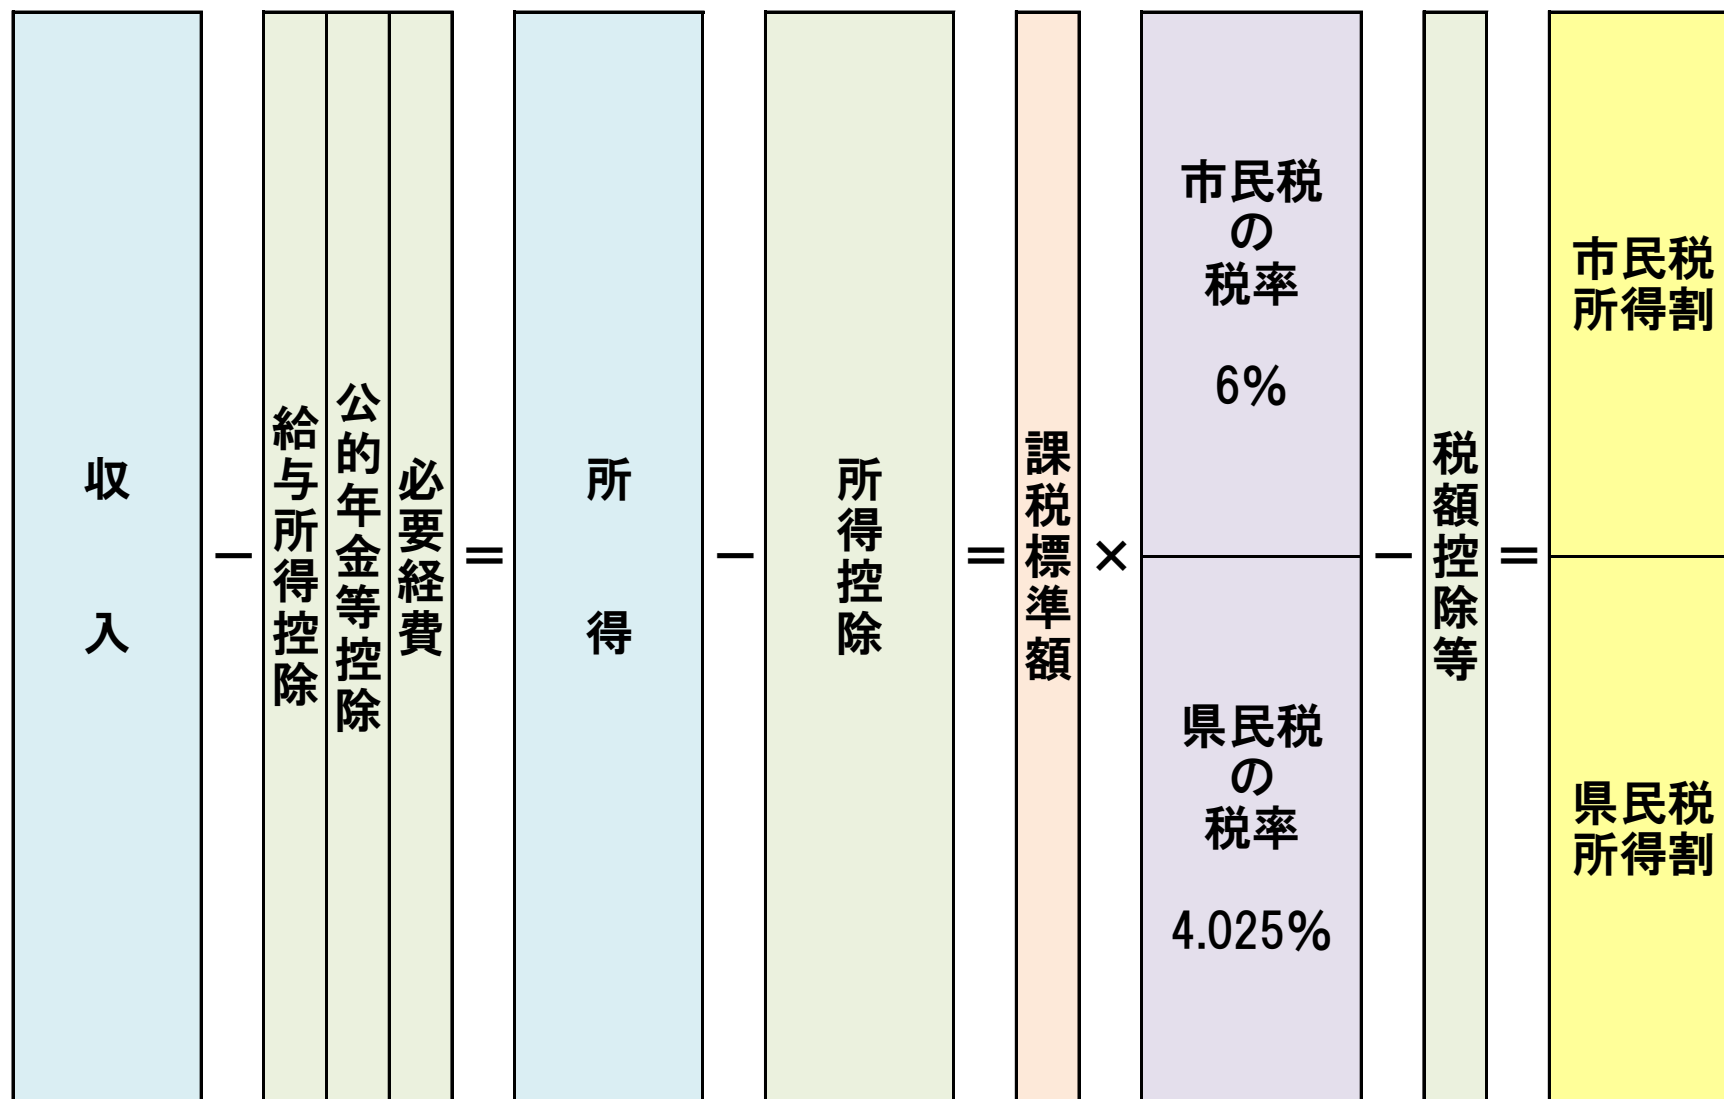 収入
－
給与所得控除
公的年金等控除
必要経費
＝
所得
－
所得控除
＝
課税標準額
×
市民税
の
税率
6%
県民税
の
税率
4.025%
－
税額控除等
＝
市民税
所得割
県民税
所得割